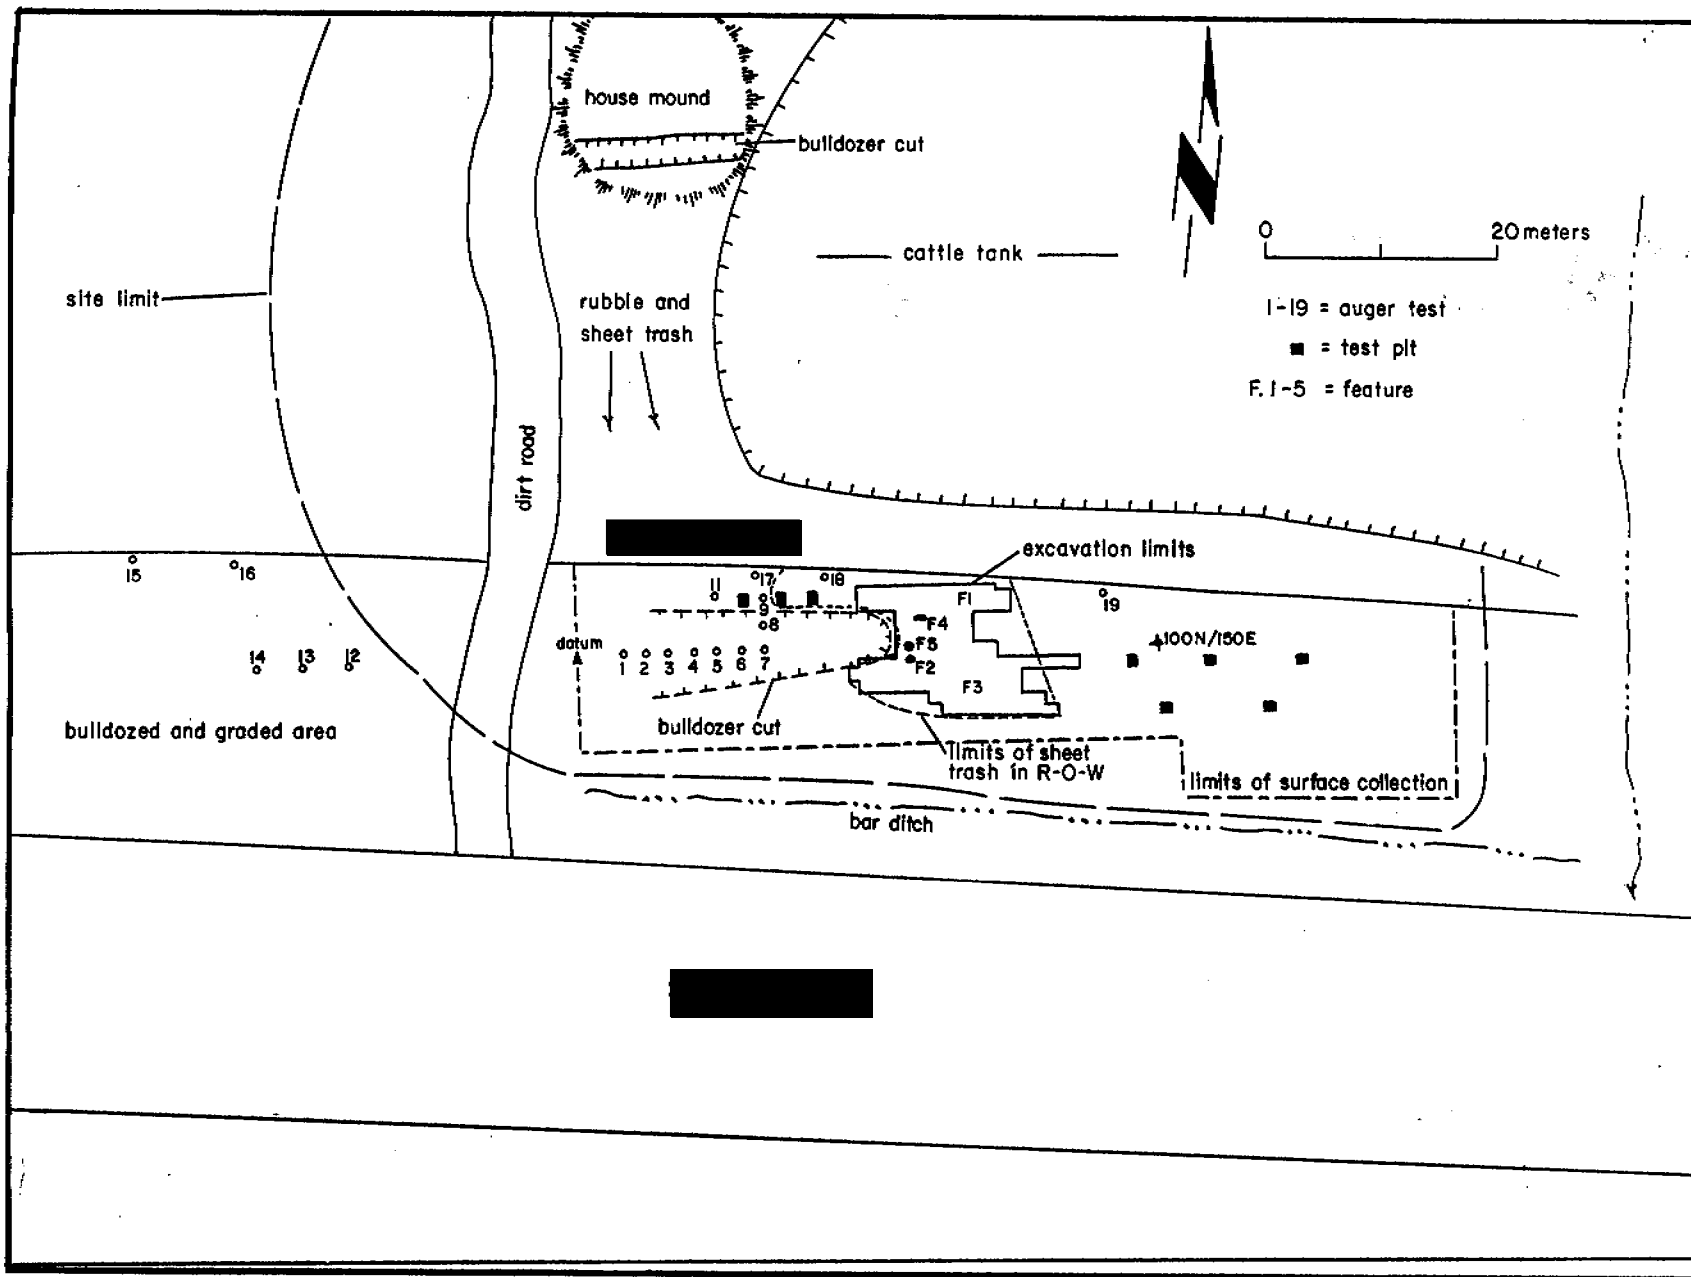 house mound
bulldozer cut
0 20 meters
cattle tank
site limit
rubble and
sheet trash
1-19 = auger test
= test pit
F. 1-5 = feature
dirt road
excavation limits
15
16
11
17
18
9
8
F1
19
F4
datum
F5
100N/150E
14 13 12
1 2 3 4 5 6 7
F2
F3
bulldozer cut
bulldozed and graded area
limits of sheet
trash in R-O-W
limits of surface collection
bar ditch